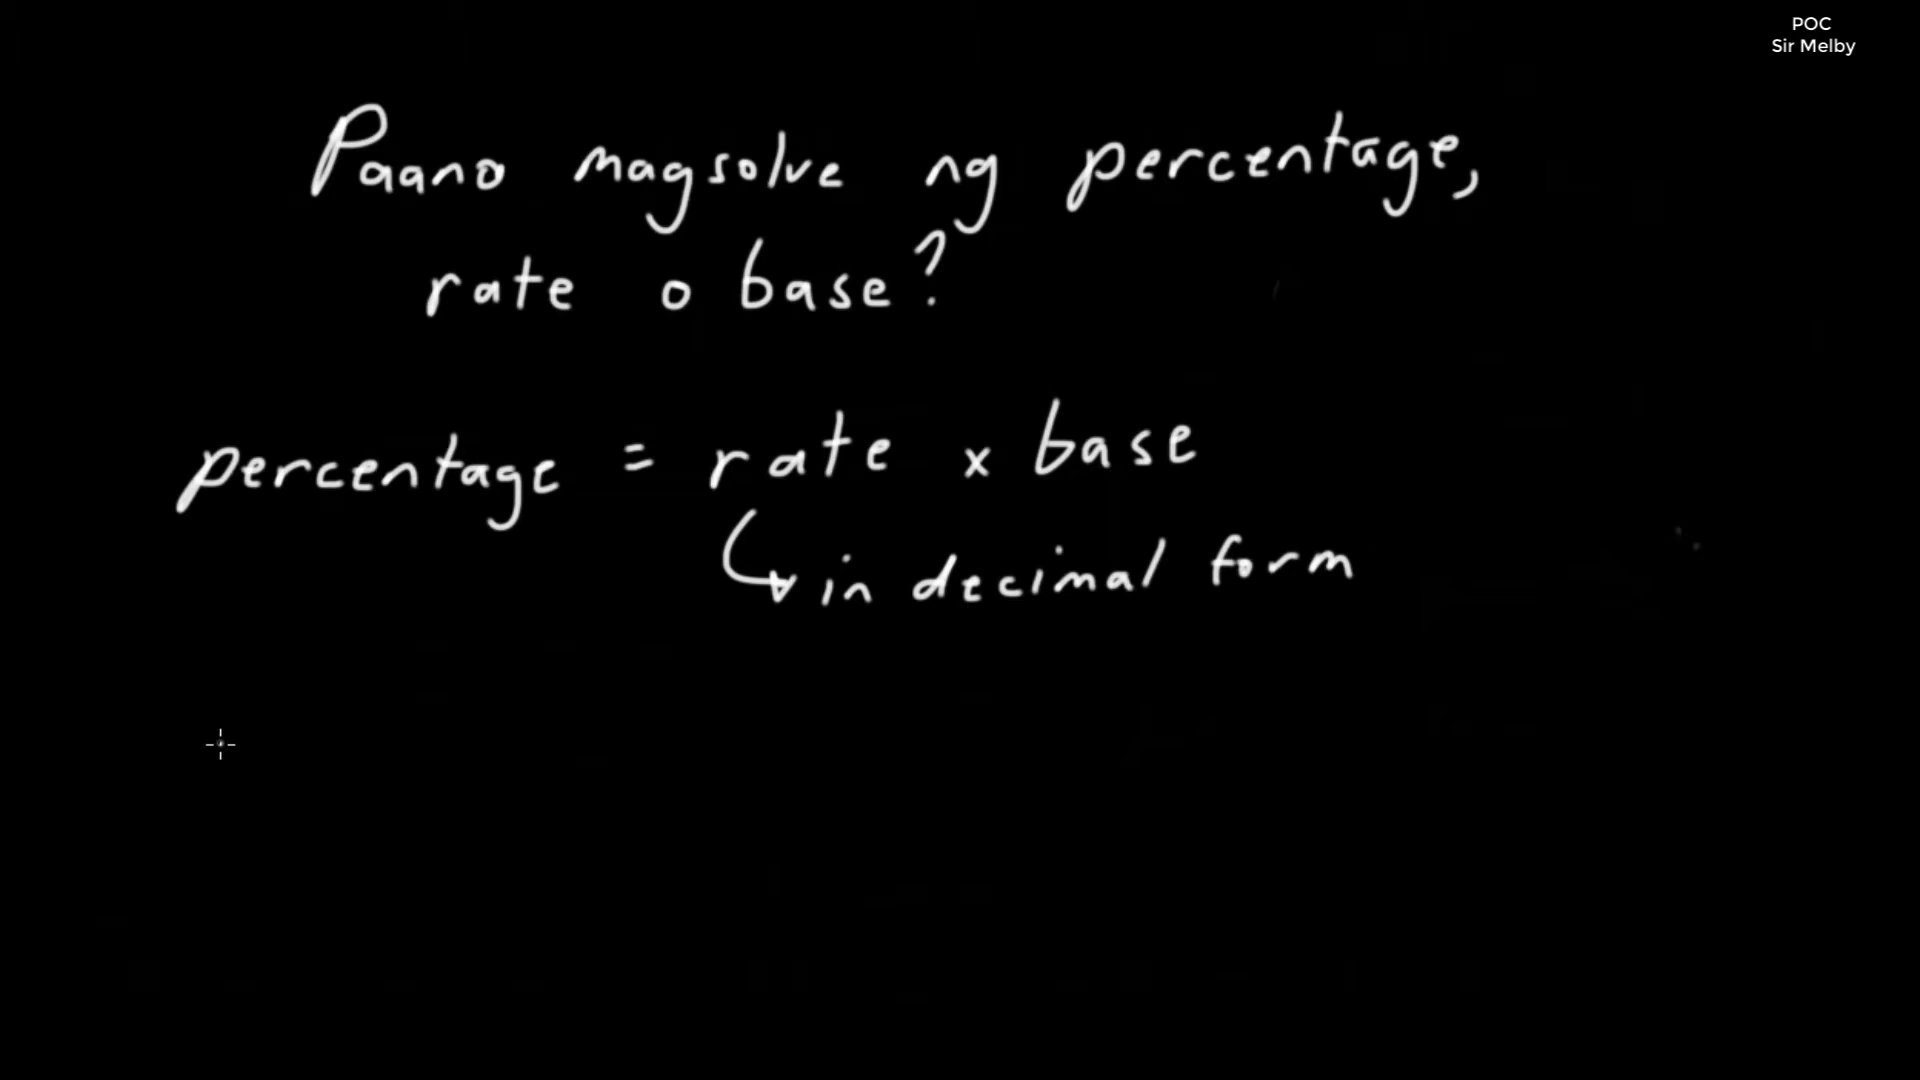 POC
Sir Melby
Paano magsolve ng percentage,
rate o base?
percentage = rate x base
in decimal form